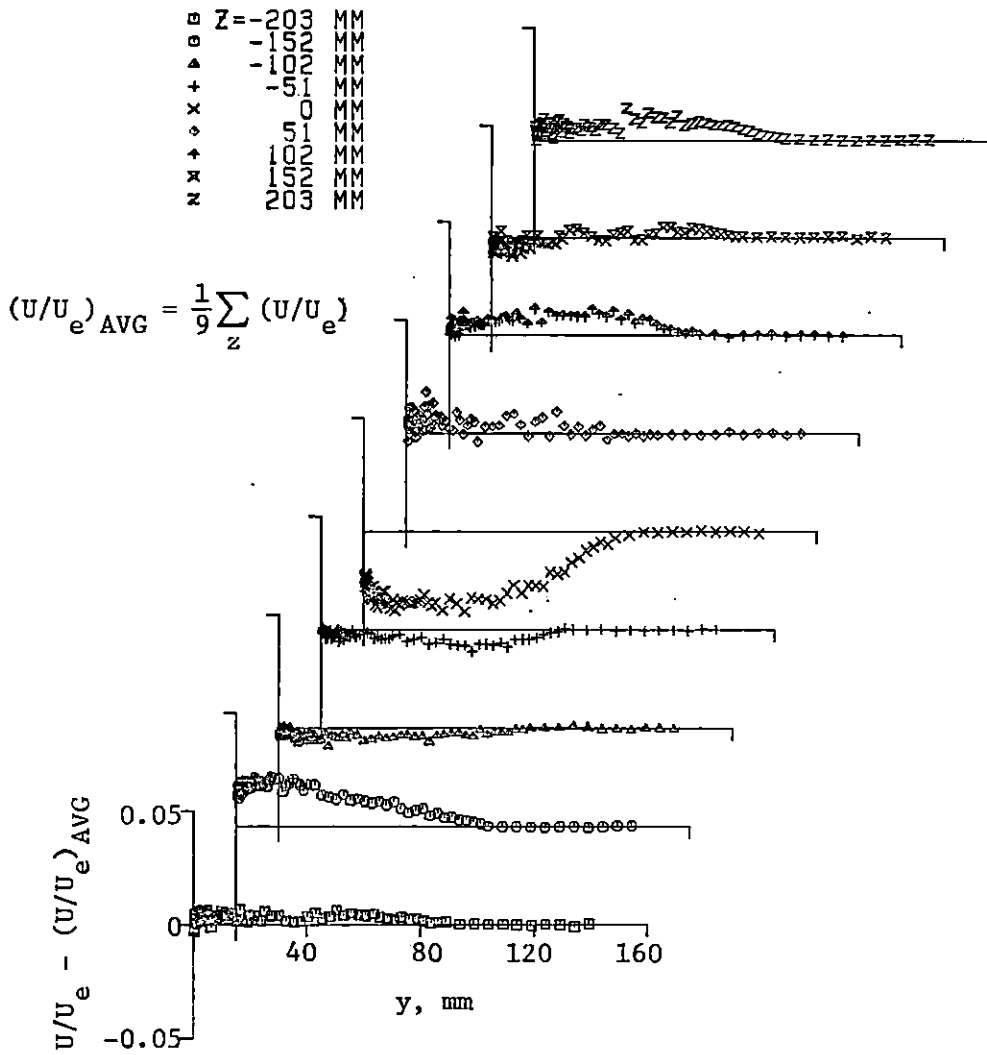 Z=-203 MM
-152 MM
-102 MM
-51 MM
0 MM
51 MM
102 MM
152 MM
203 MM
(U/U_e)_AVG = 1/9 ∑_z (U/U_e)
U/U_e - (U/U_e)_AVG
0.05
0
-0.05
40 80 120 160
y, mm